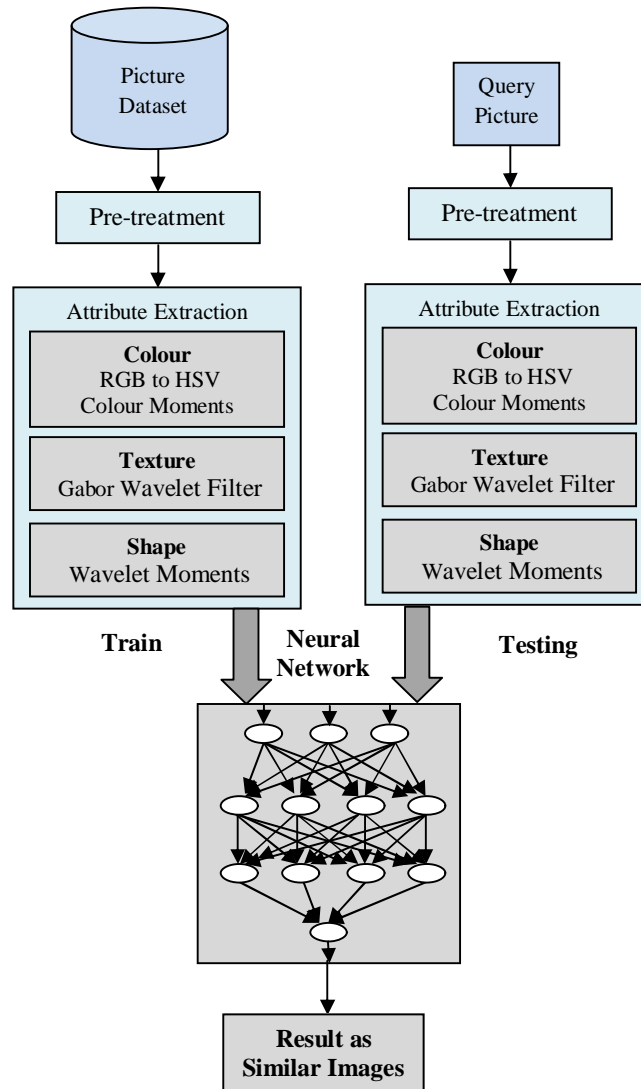 Picture
Dataset
Query
Picture
Pre-treatment
Pre-treatment
Attribute Extraction
Colour
RGB to HSV
Colour Moments
Texture
Gabor Wavelet Filter
Shape
Wavelet Moments
Attribute Extraction
Colour
RGB to HSV
Colour Moments
Texture
Gabor Wavelet Filter
Shape
Wavelet Moments
Train
Neural
Network
Testing
Result as
Similar Images